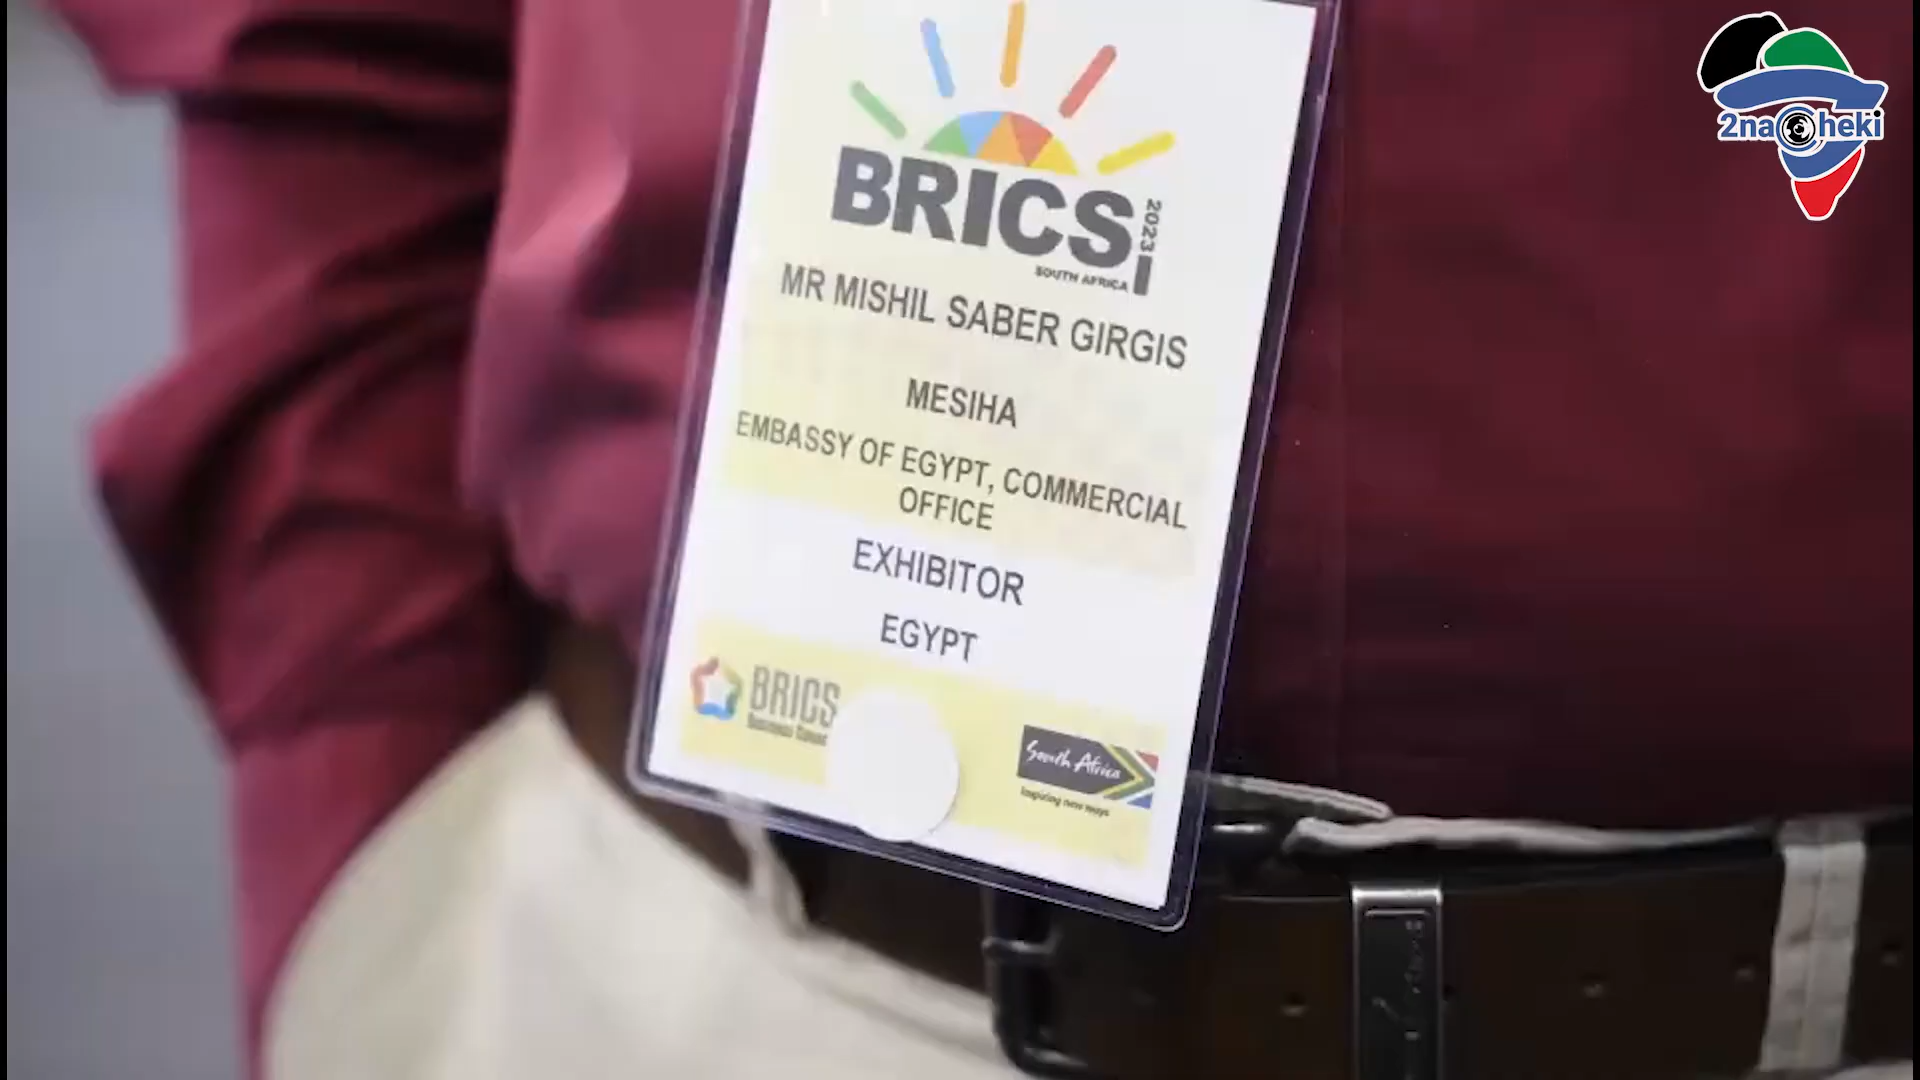 2nacheki
BRICS
2023
SOUTH AFRICA
MR MISHIL SABER GIRGIS
MESIHA
EMBASSY OF EGYPT, COMMERCIAL
OFFICE
EXHIBITOR
EGYPT
BRICS
South Africa
Inspiring new ways